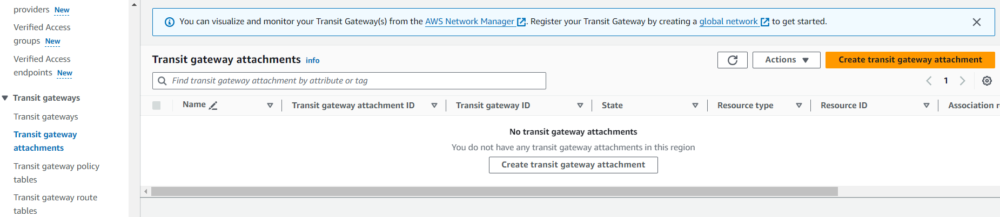 providers New
Verified Access
groups New
Verified Access
endpoints New
Transit gateways
Transit gateways
Transit gateway
attachments
Transit gateway policy
tables
Transit gateway route
tables
You can visualize and monitor your Transit Gateway(s) from the AWS Network Manager. Register your Transit Gateway by creating a global network to get started.
Transit gateway attachments info
Actions
Create transit gateway attachment
Find transit gateway attachment by attribute or tag
1
Name Transit gateway attachment ID Transit gateway ID State Resource type Resource ID Association r
No transit gateway attachments
You do not have any transit gateway attachments in this region
Create transit gateway attachment